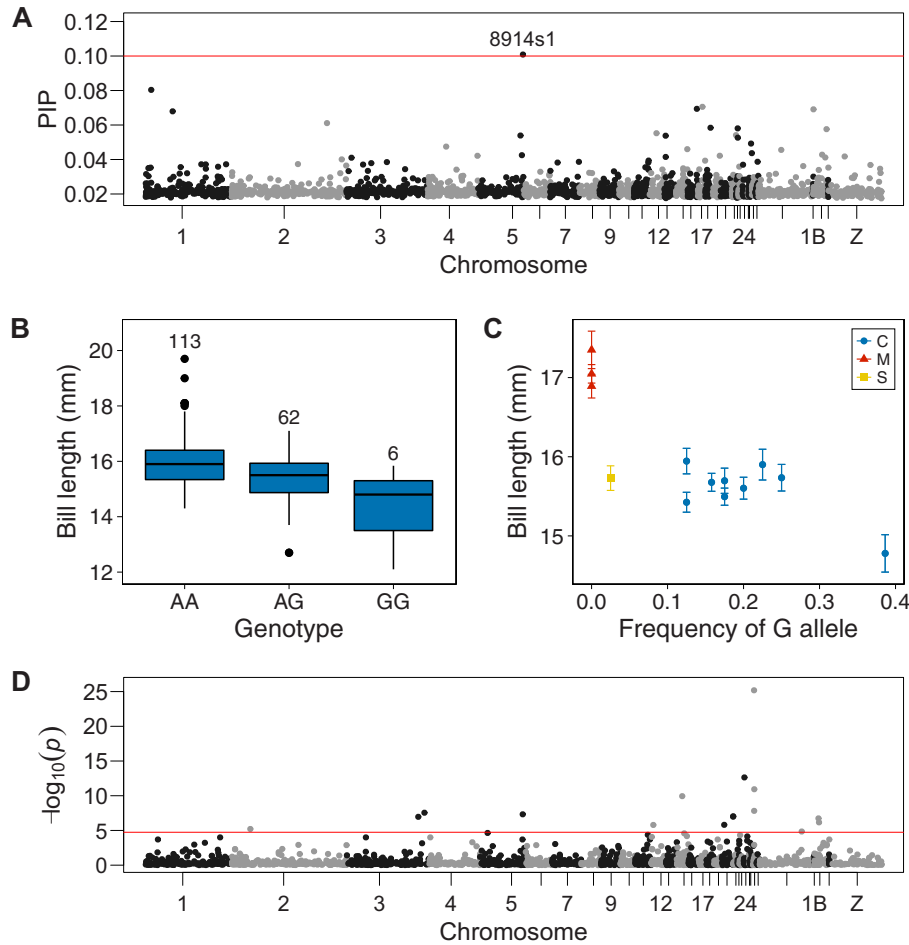 A
0.12
0.10
0.08
0.06
0.04
0.02
PIP
8914s1
1 2 3 4 5 7 9 12 17 24 1B Z
Chromosome
B
20
18
16
14
12
Bill length (mm)
113
62
6
AA AG GG
Genotype
C
17
16
15
Bill length (mm)
C
M
S
0.0 0.1 0.2 0.3 0.4
Frequency of G allele
D
25
20
15
10
5
0
−log10(p)
1 2 3 4 5 7 9 12 17 24 1B Z
Chromosome